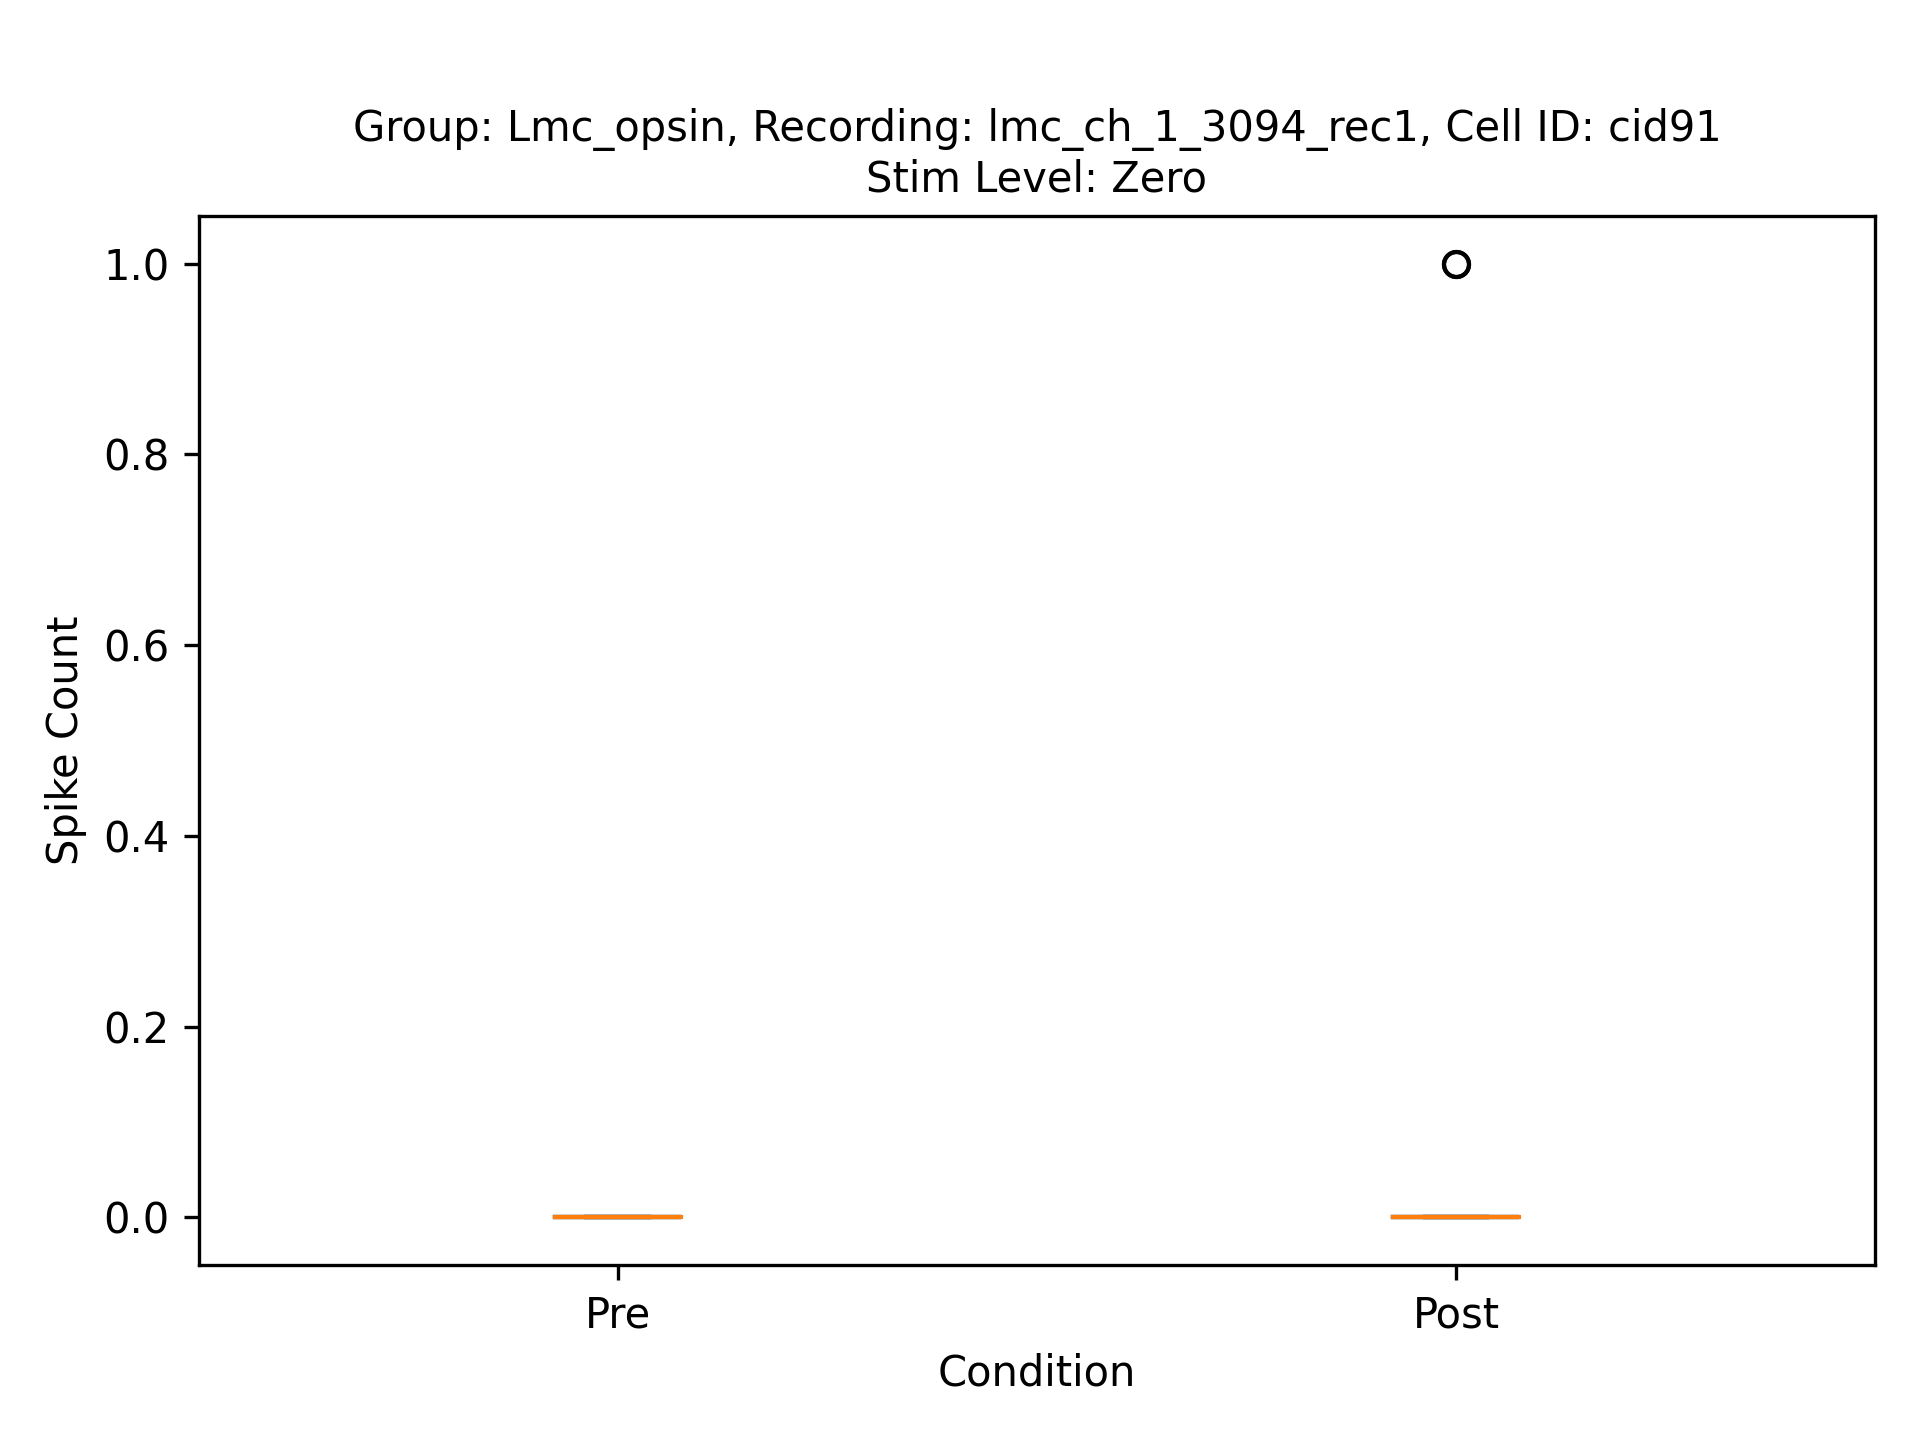 Group: Lmc_opsin, Recording: lmc_ch_1_3094_rec1, Cell ID: cid91
Stim Level: Zero
1.0
0.8
0.6
0.4
0.2
0.0
Spike Count
Pre
Post
Condition